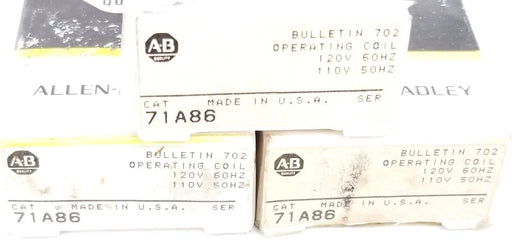 BULLETIN 702
A-B
QUALITY
OPERATING COIL
120V 60HZ
110V 50HZ
ALLEN-
ADLEY
CAT MADE IN U.S.A. SER
71A86
BULLETIN 702
A-B
QUALITY
OPERATING COIL
120V 60HZ
110V 50HZ
CAT MADE IN U.S.A. SER
71A86
BULLETIN 702
A-B
QUALITY
OPERATING COIL
120V 60HZ
110V 50HZ
CAT MADE IN U.S.A. SER
71A86